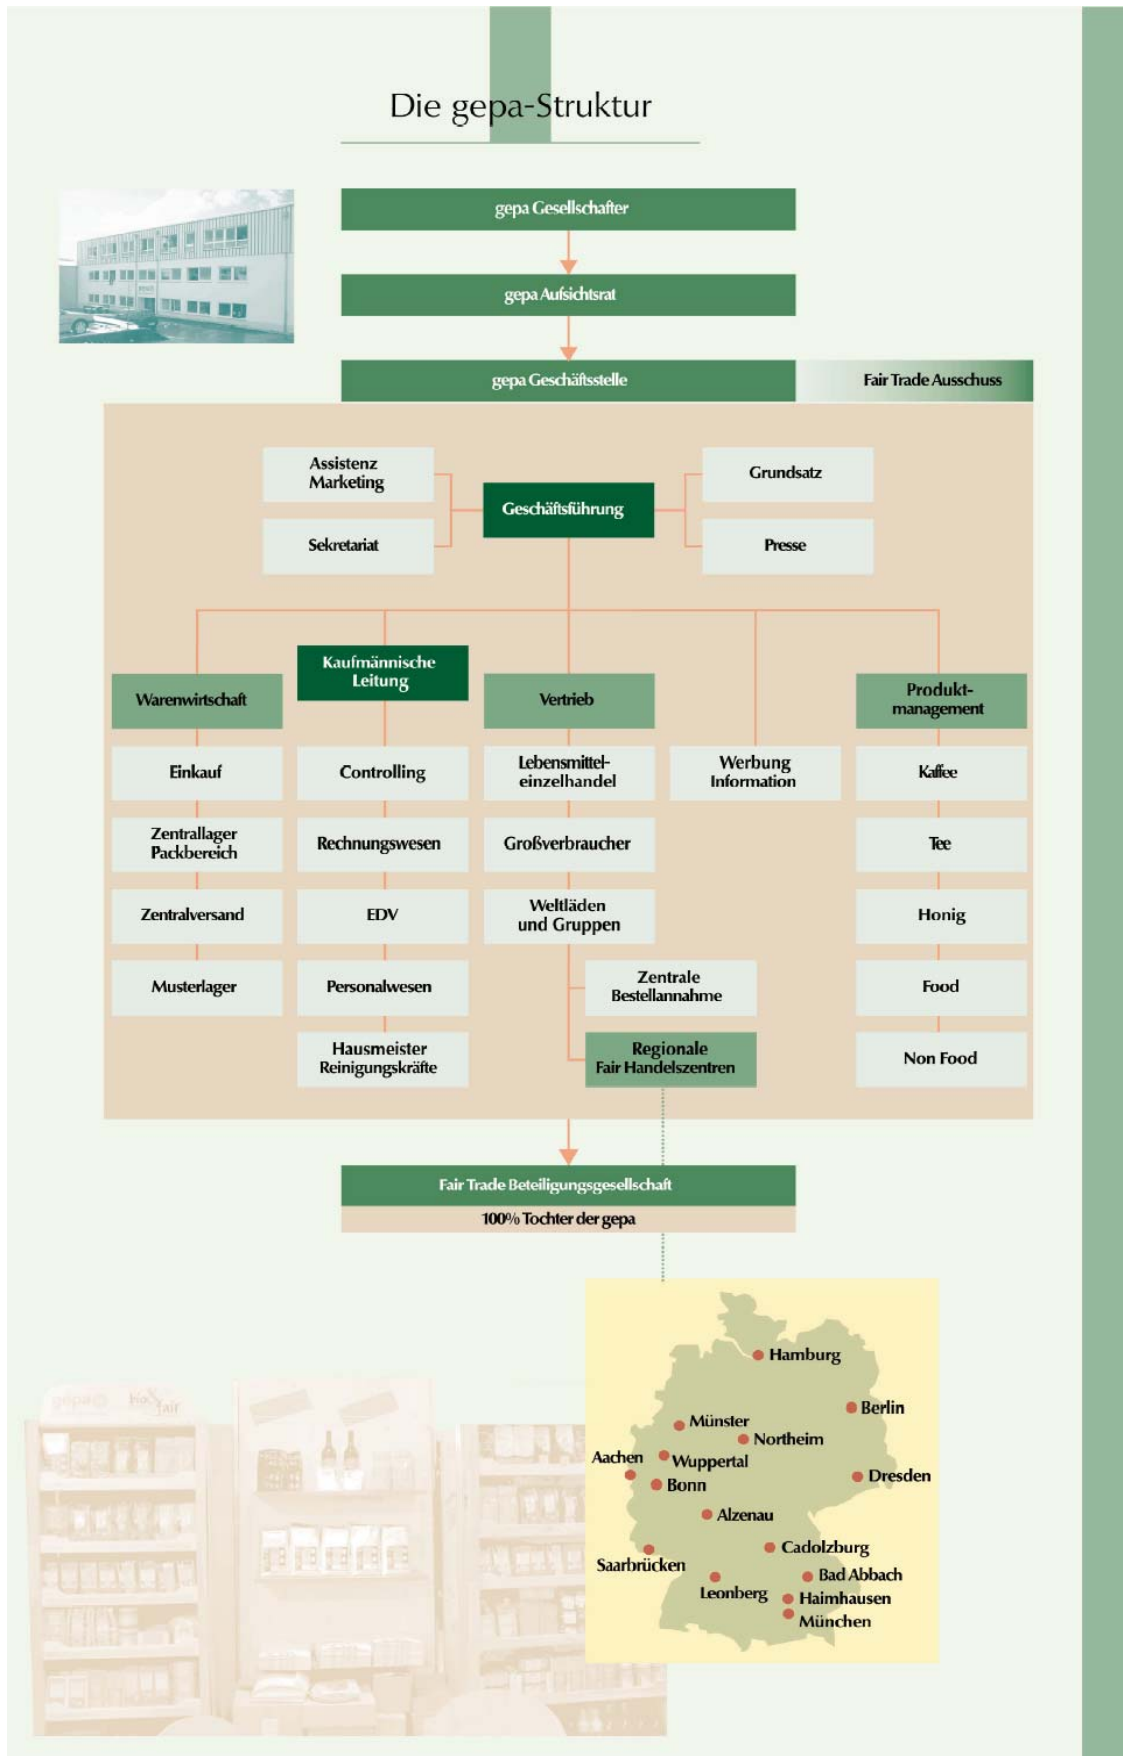 Die gepa-Struktur
gepa Gesellschafter
gepa Aufsichtsrat
gepa Geschäftsstelle
Fair Trade Ausschuss
Assistenz
Marketing
Grundsatz
Geschäftsführung
Sekretariat
Presse
Kaufmännische
Leitung
Warenwirtschaft
Vertrieb
Produkt-
management
Einkauf
Controlling
Lebensmittel-
einzelhandel
Werbung
Information
Kaffee
Zentrallager
Packbereich
Rechnungswesen
Großverbraucher
Tee
Zentralversand
EDV
Weltläden
und Gruppen
Honig
Musterlager
Personalwesen
Zentrale
Bestellannahme
Food
Hausmeister
Reinigungskräfte
Regionale
Fair Handelszentren
Non Food
Fair Trade Beteiligungsgesellschaft
100% Tochter der gepa
Hamburg
Berlin
Münster
Northeim
Aachen
Wuppertal
Bonn
Dresden
Alzenau
Cadolzburg
Saarbrücken
Bad Abbach
Leonberg
Haimhausen
München
gepa
bio &
fair